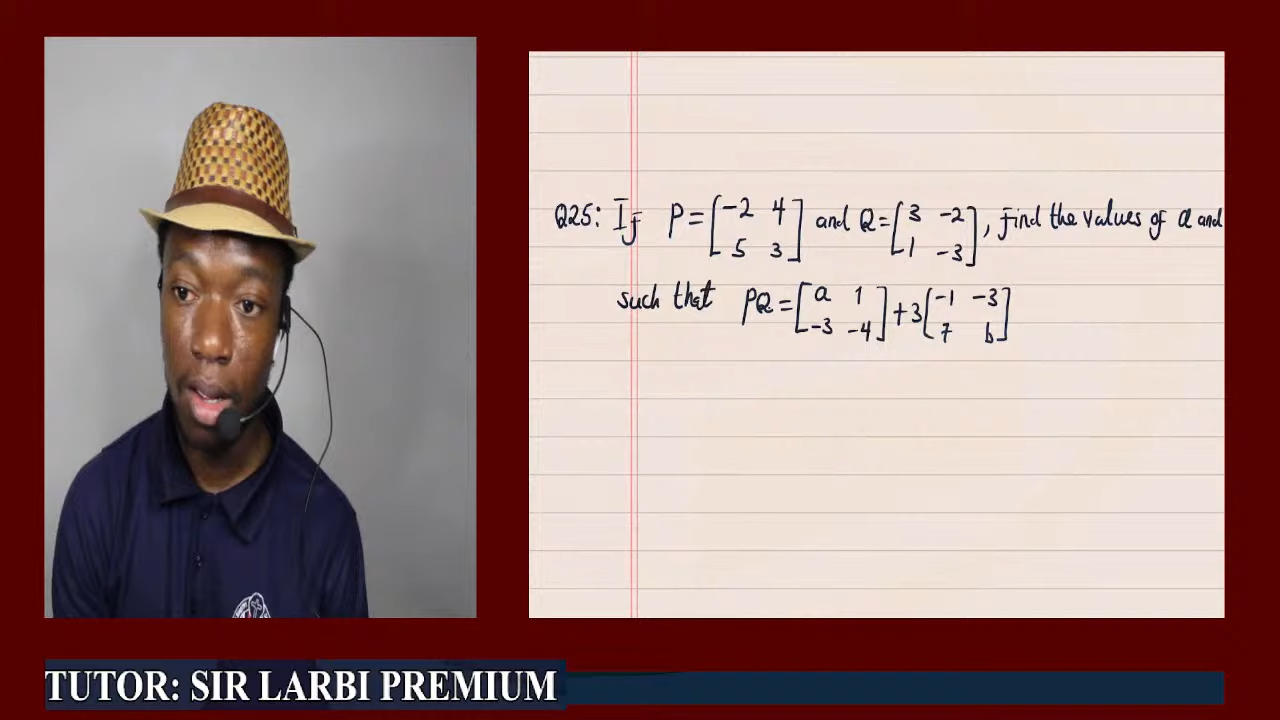 Q25: If P = [-2 4 5 3] and Q = [3 -2 1 -3], find the values of a and
such that PQ = [a 1 -3 -4] + 3[-1 -3 7 b]
TUTOR: SIR LARBI PREMIUM